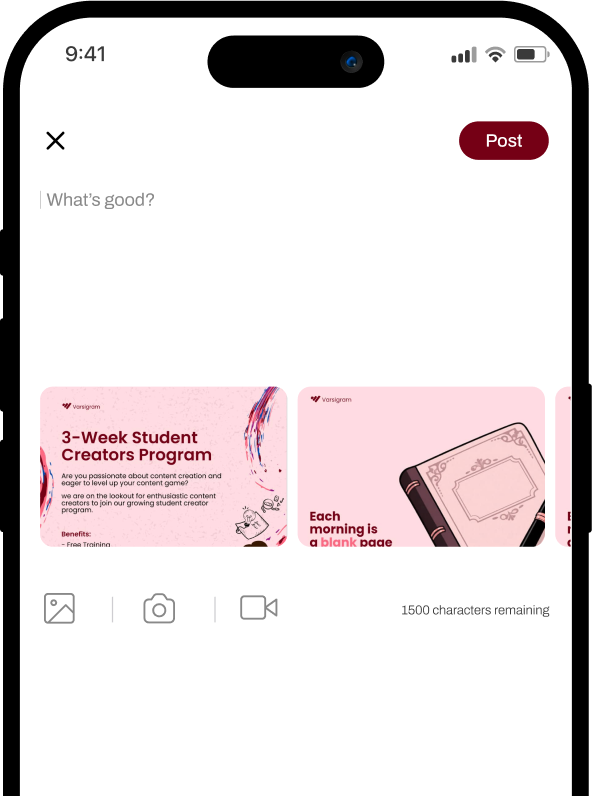 9:41
Post
What's good?
Varsigram
3-Week Student
Creators Program
Are you passionate about content creation and
eager to level up your content game?
we are on the lookout for enthusiastic content
creators to join our growing student creator
program.
Benefits:
- Free Training
Varsigram
Each
morning is
a blank page
1500 characters remaining